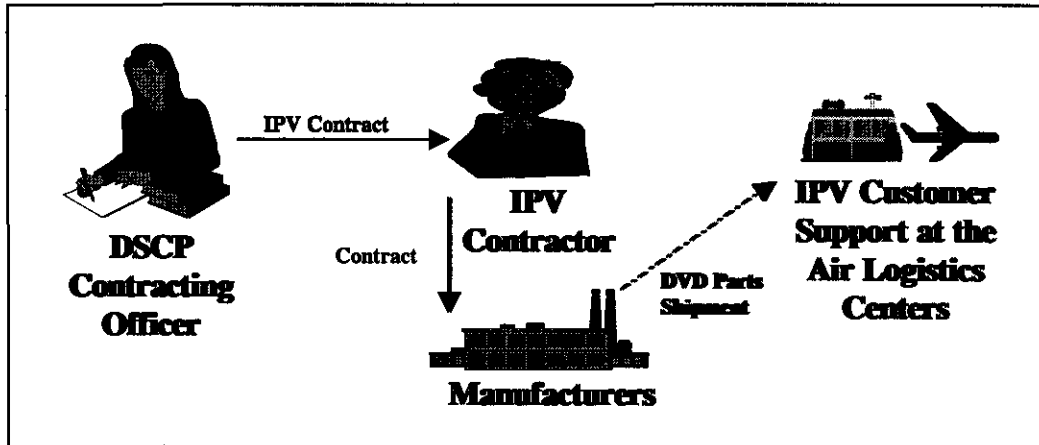 IPV Contract
DSCP
Contracting
Officer
IPV
Contractor
Contract
Manufacturers
DVD Parts
Shipment
IPV Customer
Support at the
Air Logistics
Centers